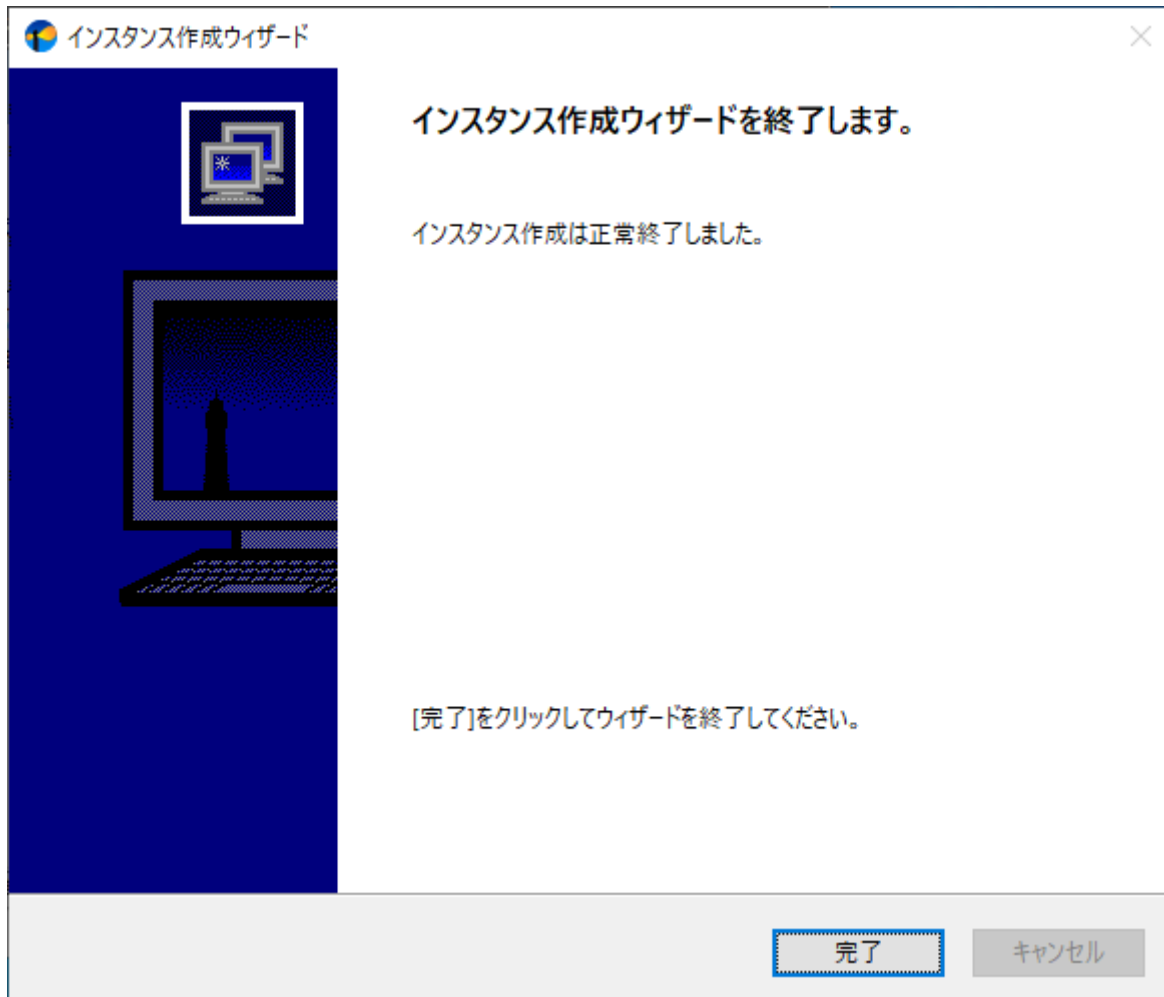 インスタンス作成ウィザード
インスタンス作成ウィザードを終了します。
インスタンス作成は正常終了しました。
[完了]をクリックしてウィザードを終了してください。
完了
キャンセル